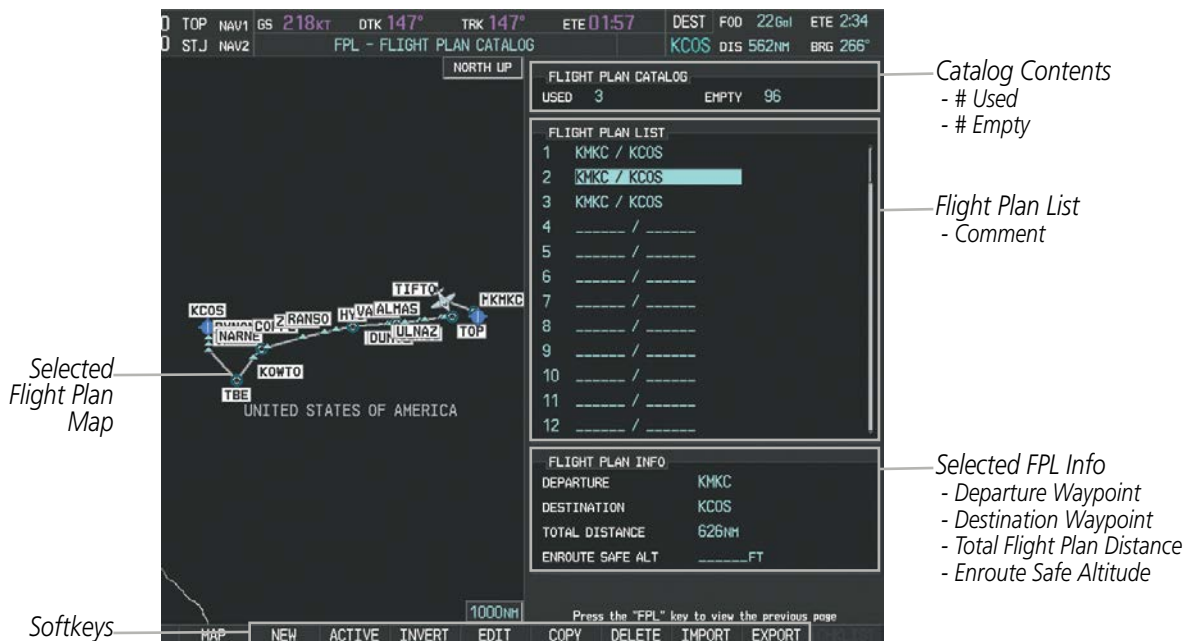 0 TOP NAV1 GS 218KT DTK 147° TRK 147° ETE 01:57 DEST FOD 22Gal ETE 2:34
0 STJ NAV2 FPL - FLIGHT PLAN CATALOG KCOS DIS 562NM BRG 266°
NORTH UP
FLIGHT PLAN CATALOG
USED 3 EMPTY 96
Catalog Contents
- # Used
- # Empty
FLIGHT PLAN LIST
1 KMKC / KCOS
2 KMKC / KCOS
3 KMKC / KCOS
4 ______ / ______
5 ______ / ______
6 ______ / ______
7 ______ / ______
8 ______ / ______
9 ______ / ______
10 ______ / ______
11 ______ / ______
12 ______ / ______
Flight Plan List
- Comment
TIFTO
KMKC
KCOS
RANSO
ALMAS
NARNE
ULNAZ
TOP
KOWTO
TBE
UNITED STATES OF AMERICA
Selected
Flight Plan
Map
FLIGHT PLAN INFO
DEPARTURE KMKC
DESTINATION KCOS
TOTAL DISTANCE 626NM
ENROUTE SAFE ALT ______FT
Selected FPL Info
- Departure Waypoint
- Destination Waypoint
- Total Flight Plan Distance
- Enroute Safe Altitude
1000NM
Press the "FPL" key to view the previous page
Softkeys
MAP NEW ACTIVE INVERT EDIT COPY DELETE IMPORT EXPORT